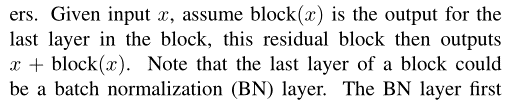 ers. Given input x, assume block(x) is the output for the
last layer in the block, this residual block then outputs
x + block(x). Note that the last layer of a block could
be a batch normalization (BN) layer. The BN layer first